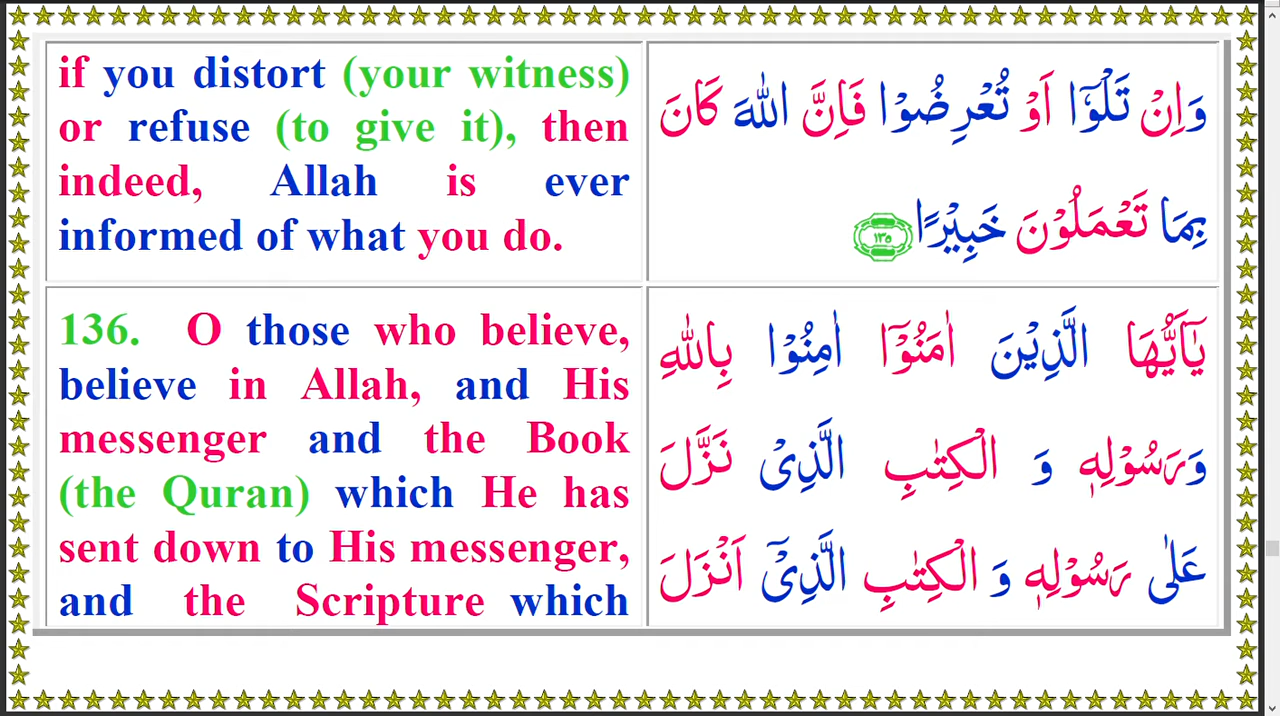 if you distort (your witness)
or refuse (to give it), then
indeed, Allah is ever
informed of what you do.
وَاِنْ تَلْوٗۤا اَوْ تُعْرِضُوْا فَاِنَّ اللّٰهَ كَانَ
بِمَا تَعْمَلُوْنَ خَبِيْرًا ١٣٥
136. O those who believe,
believe in Allah, and His
messenger and the Book
(the Quran) which He has
sent down to His messenger,
and the Scripture which
يٰۤاَيُّهَا الَّذِيْنَ اٰمَنُوْۤا اٰمِنُوْا بِاللّٰهِ
وَرَسُوْلِهٖ وَ الْكِتٰبِ الَّذِىْ نَزَّلَ
عَلٰى رَسُوْلِهٖ وَ الْكِتٰبِ الَّذِىْۤ اَنْزَلَ